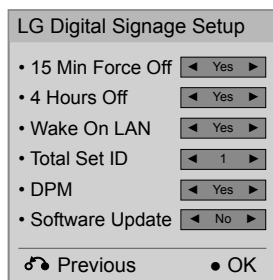 LG Digital Signage Setup
• 15 Min Force Off ◄ Yes ►
• 4 Hours Off ◄ Yes ►
• Wake On LAN ◄ Yes ►
• Total Set ID ◄ 1 ►
• DPM ◄ Yes ►
• Software Update ◄ No ►
Previous ● OK